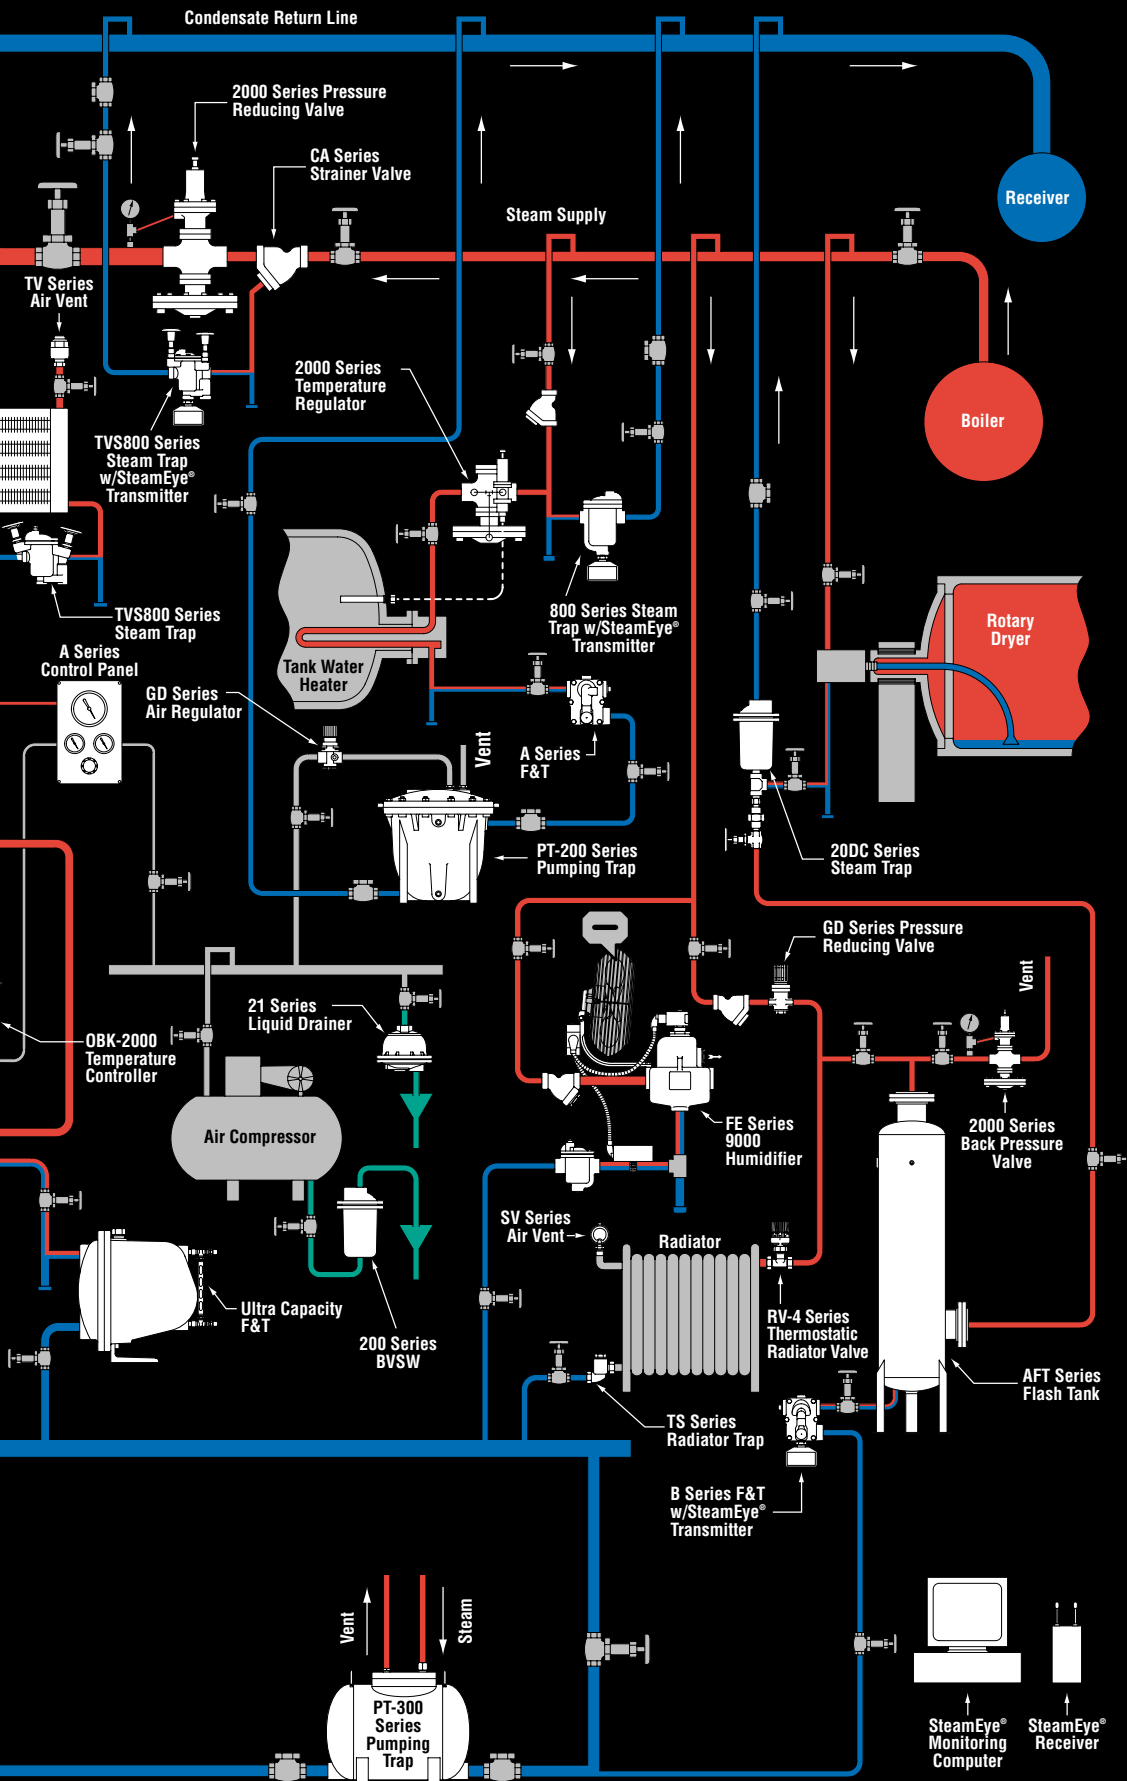 Condensate Return Line
2000 Series Pressure
Reducing Valve
CA Series
Strainer Valve
Receiver
Steam Supply
TV Series
Air Vent
2000 Series
Temperature
Regulator
Boiler
TVS800 Series
Steam Trap
w/SteamEye®
Transmitter
TVS800 Series
Steam Trap
800 Series Steam
Trap w/SteamEye®
Transmitter
Rotary
Dryer
A Series
Control Panel
Tank Water
Heater
GD Series
Air Regulator
Vent
A Series
F&T
PT-200 Series
Pumping Trap
20DC Series
Steam Trap
GD Series Pressure
Reducing Valve
Vent
21 Series
Liquid Drainer
OBK-2000
Temperature
Controller
Air Compressor
FE Series
9000
Humidifier
2000 Series
Back Pressure
Valve
SV Series
Air Vent
Radiator
Ultra Capacity
F&T
200 Series
BVSW
RV-4 Series
Thermostatic
Radiator Valve
AFT Series
Flash Tank
TS Series
Radiator Trap
B Series F&T
w/SteamEye®
Transmitter
Vent
Steam
PT-300
Series
Pumping
Trap
SteamEye®
Monitoring
Computer
SteamEye®
Receiver